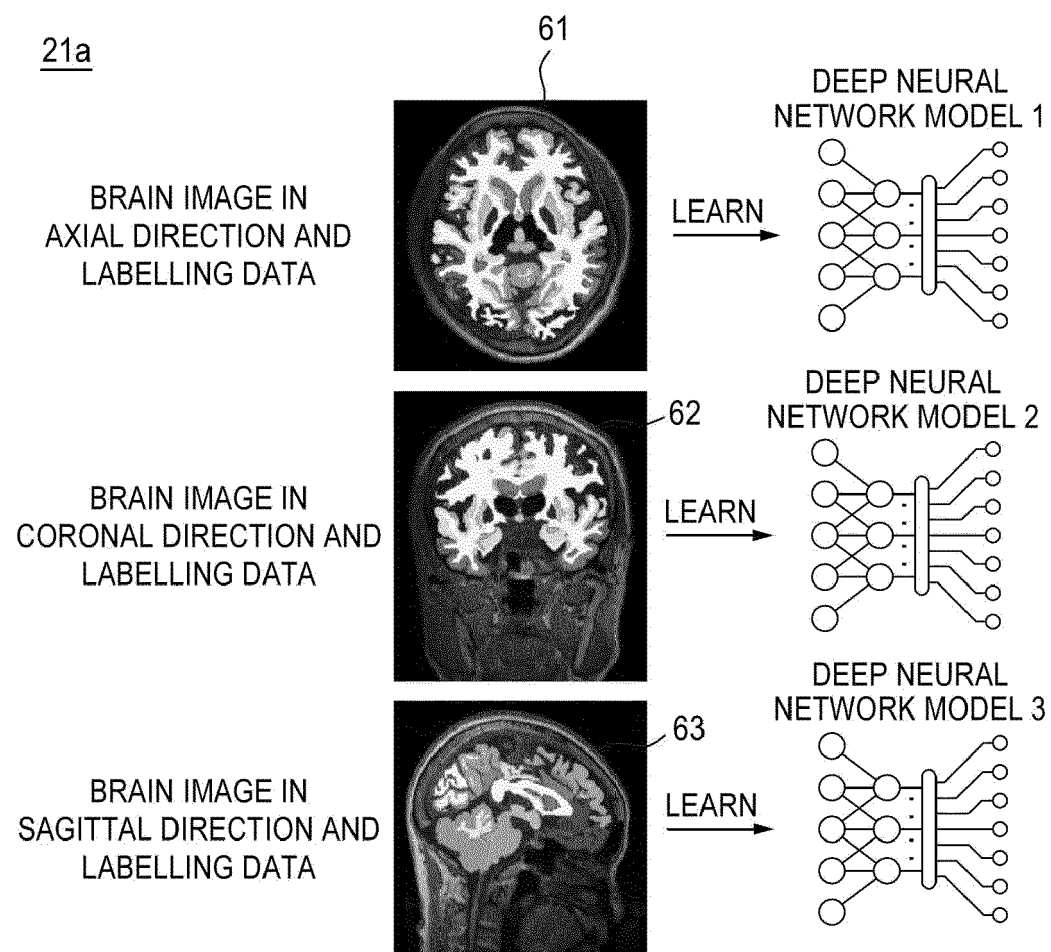 21a
61
BRAIN IMAGE IN
AXIAL DIRECTION AND
LABELLING DATA
LEARN
DEEP NEURAL
NETWORK MODEL 1
62
BRAIN IMAGE IN
CORONAL DIRECTION AND
LABELLING DATA
LEARN
DEEP NEURAL
NETWORK MODEL 2
63
BRAIN IMAGE IN
SAGITTAL DIRECTION AND
LABELLING DATA
LEARN
DEEP NEURAL
NETWORK MODEL 3